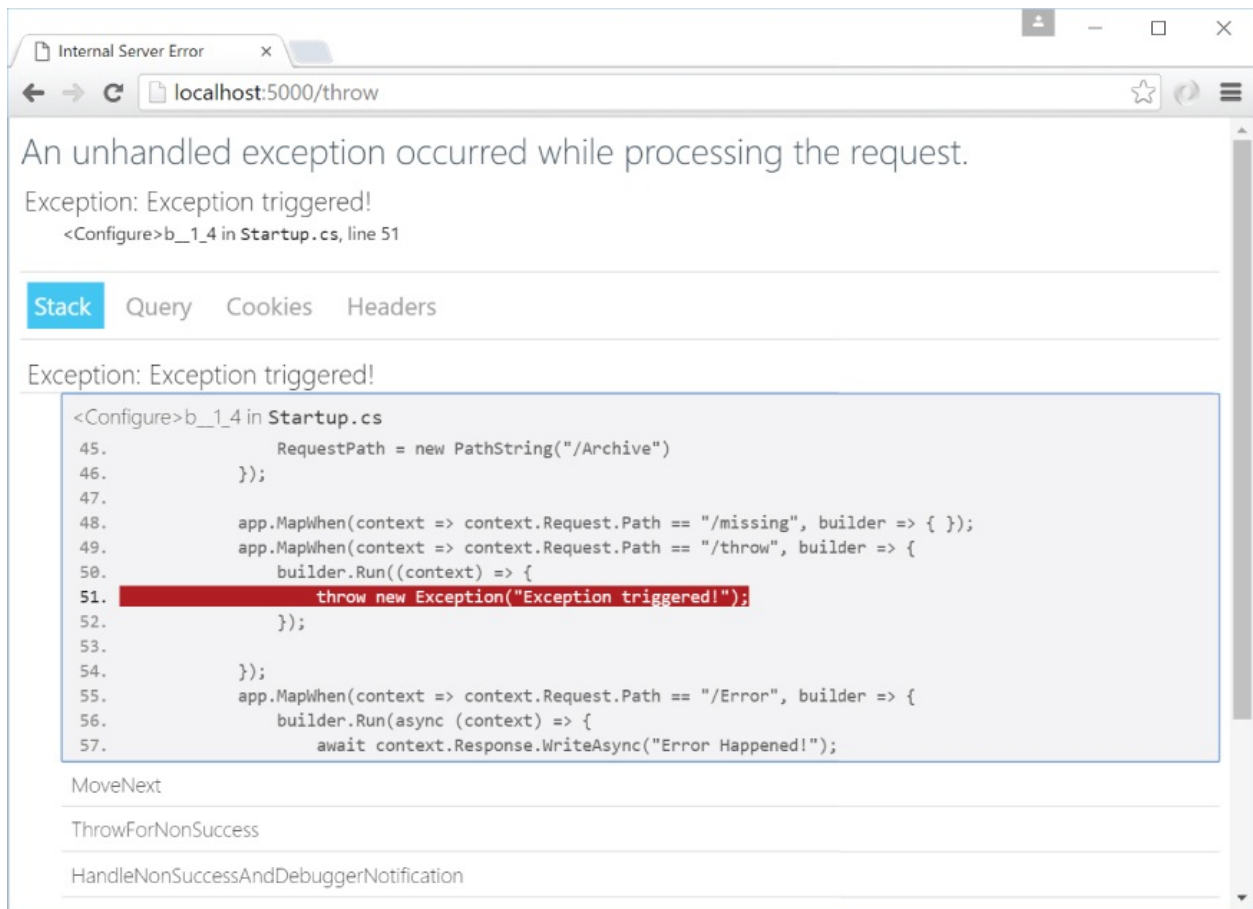 Internal Server Error
localhost:5000/throw
An unhandled exception occurred while processing the request.
Exception: Exception triggered!
<Configure>b__1_4 in Startup.cs, line 51
Stack Query Cookies Headers
Exception: Exception triggered!
<Configure>b__1_4 in Startup.cs
45. RequestPath = new PathString("/Archive")
46. });
47.
48. app.MapWhen(context => context.Request.Path == "/missing", builder => { });
49. app.MapWhen(context => context.Request.Path == "/throw", builder => {
50. builder.Run((context) => {
51. throw new Exception("Exception triggered!");
52. });
53.
54. });
55. app.MapWhen(context => context.Request.Path == "/Error", builder => {
56. builder.Run(async (context) => {
57. await context.Response.WriteAsync("Error Happened!");
MoveNext
ThrowForNonSuccess
HandleNonSuccessAndDebuggerNotification